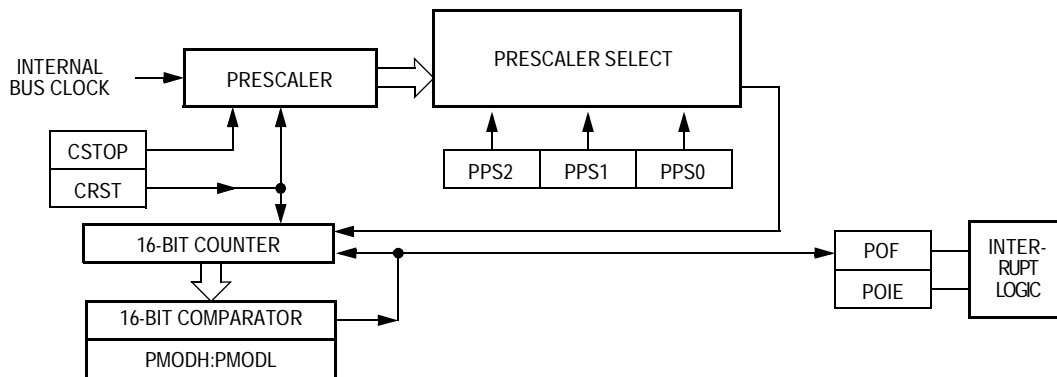 INTERNAL
BUS CLOCK
PRESCALER
PRESCALER SELECT
CSTOP
CRST
PPS2
PPS1
PPS0
16-BIT COUNTER
POF
POIE
INTER-
RUPT
LOGIC
16-BIT COMPARATOR
PMODH:PMODL